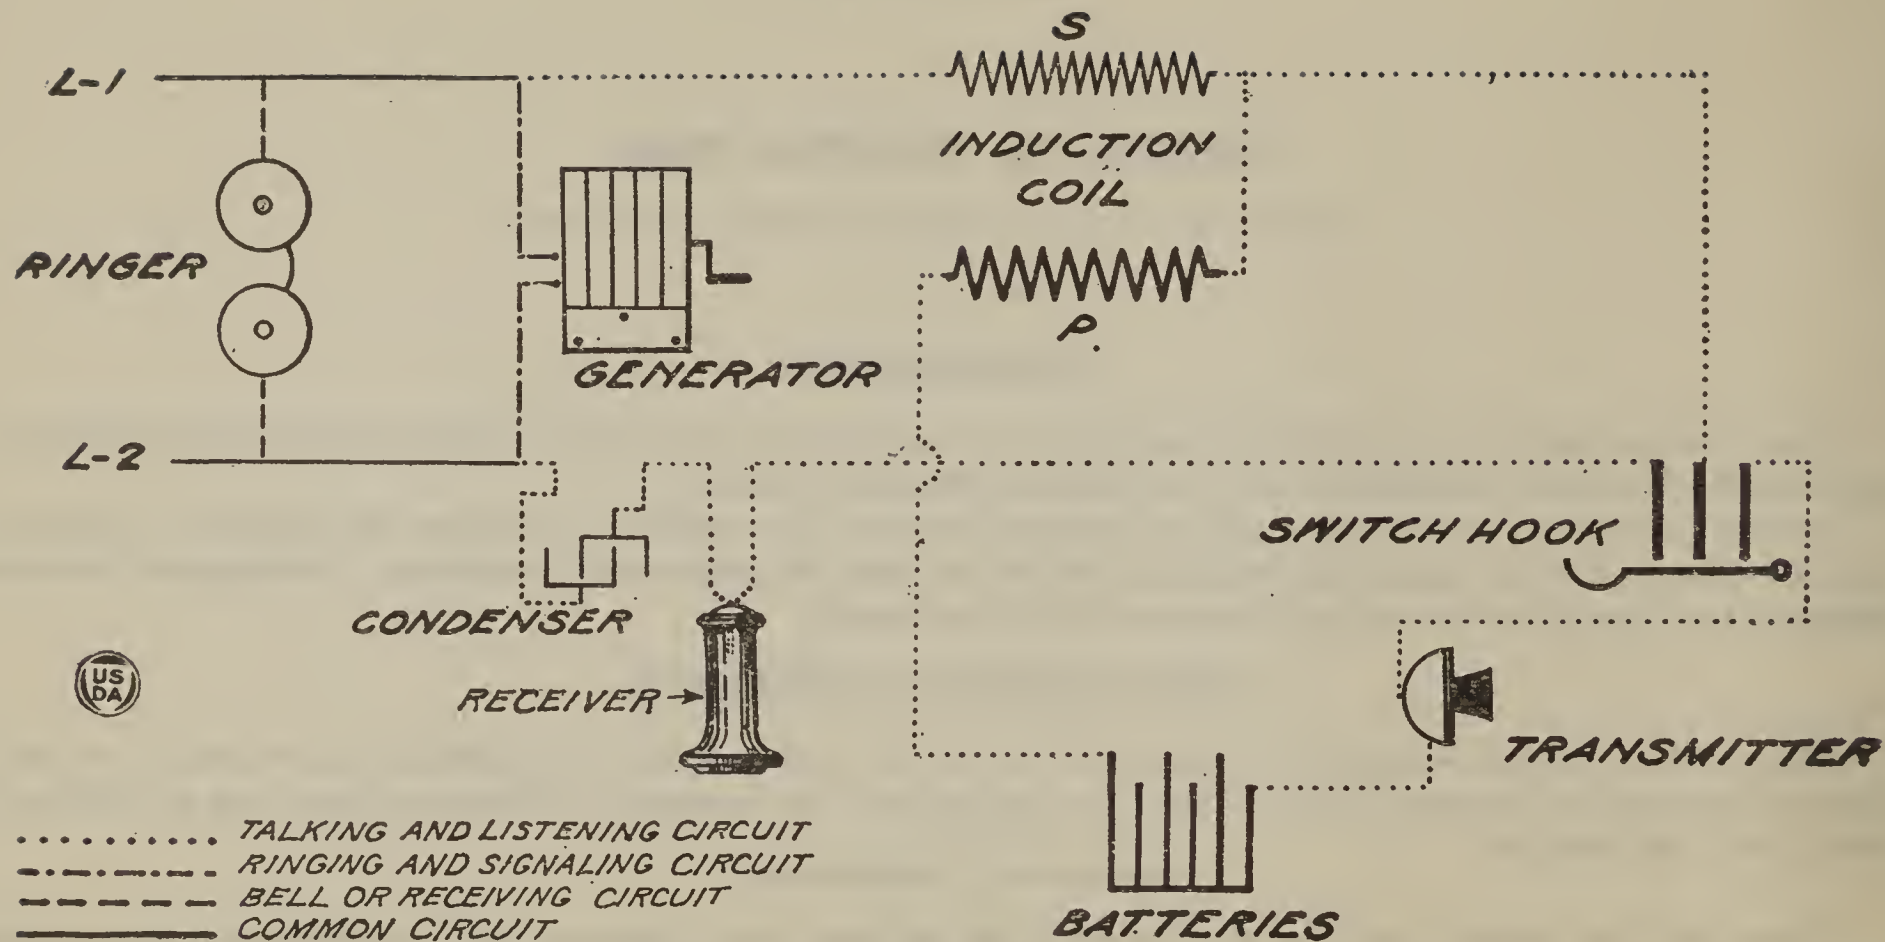 S
L-1
INDUCTION
COIL
RINGER
P.
GENERATOR
L-2
SWITCH HOOK
CONDENSER
US
DA
RECEIVER
TRANSMITTER
TALKING AND LISTENING CIRCUIT
RINGING AND SIGNALING CIRCUIT
BELL OR RECEIVING CIRCUIT
COMMON CIRCUIT
BATTERIES